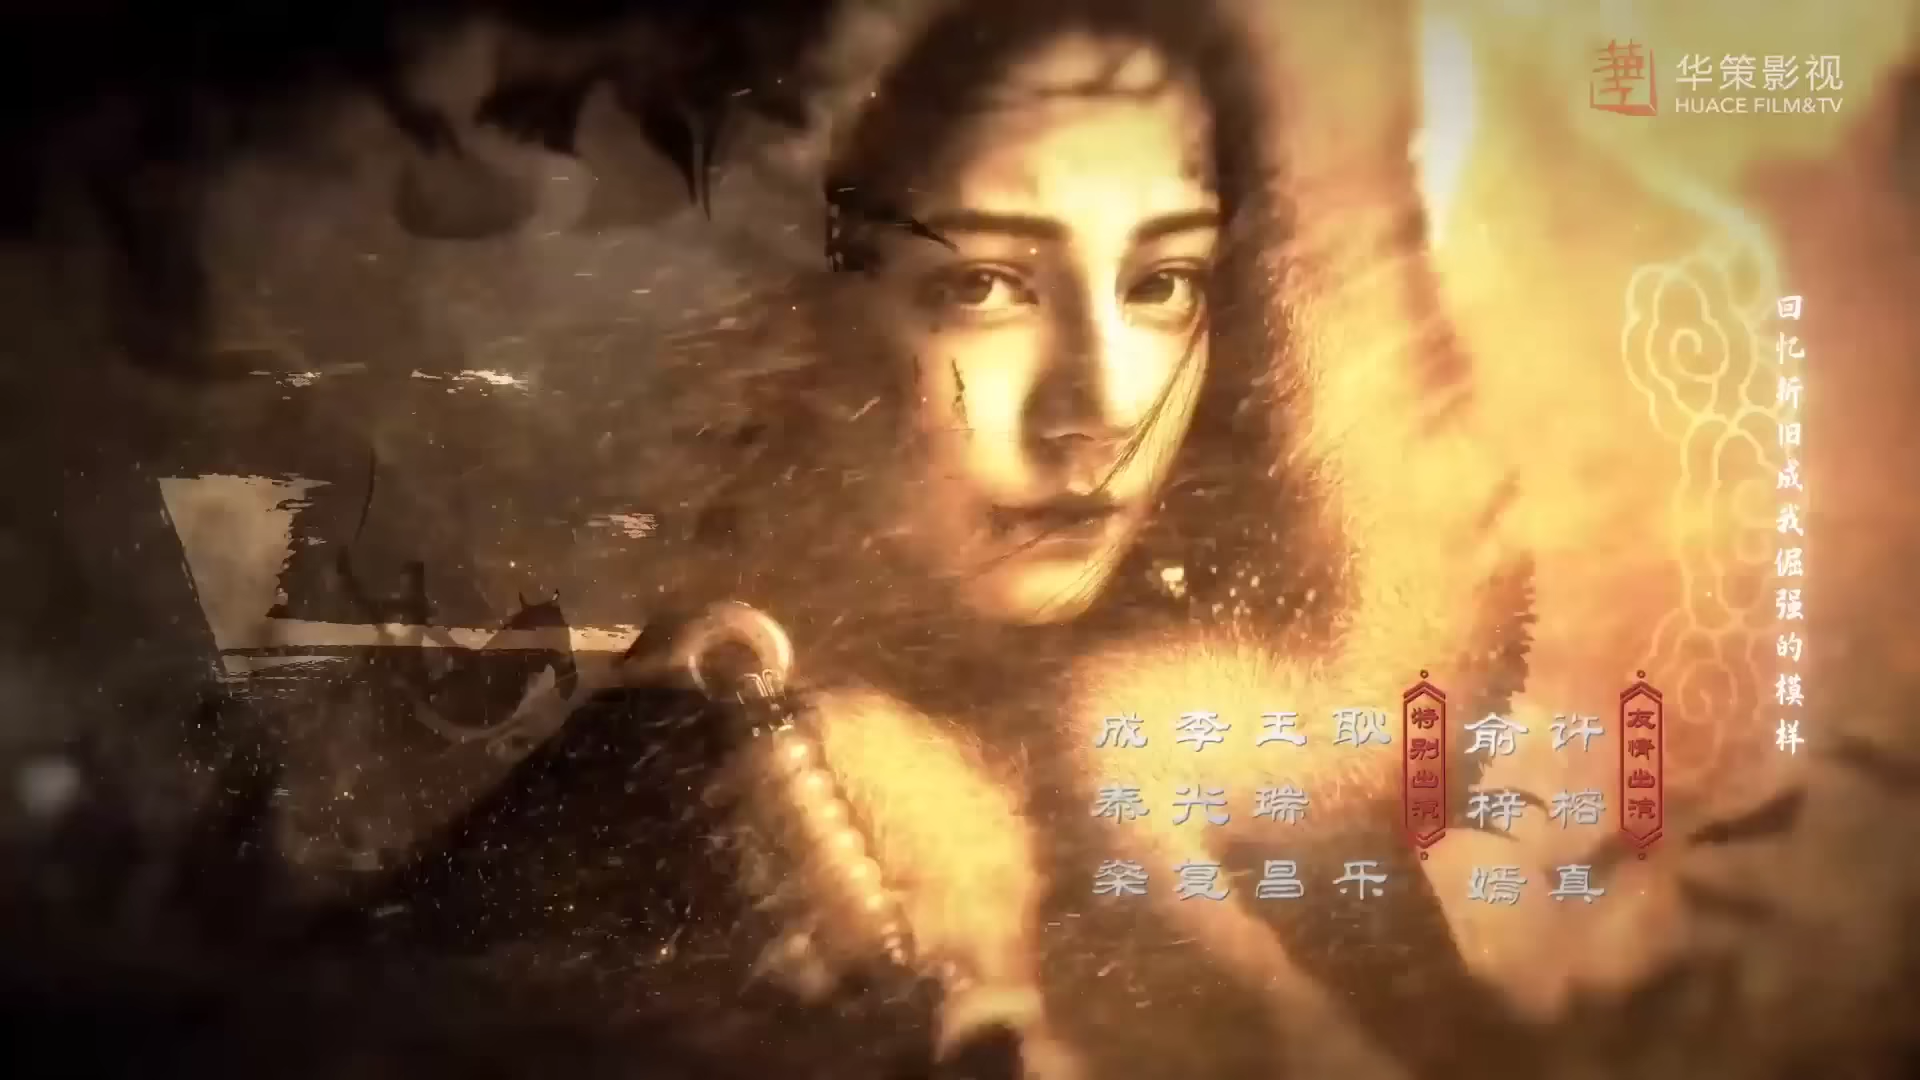 华策影视
HUACE FILM&TV
回忆折旧成我倔强的模样
友情出演
许榕真
俞梓嫣
特别出演
耿乐
王瑞昌
李光复
成泰燊